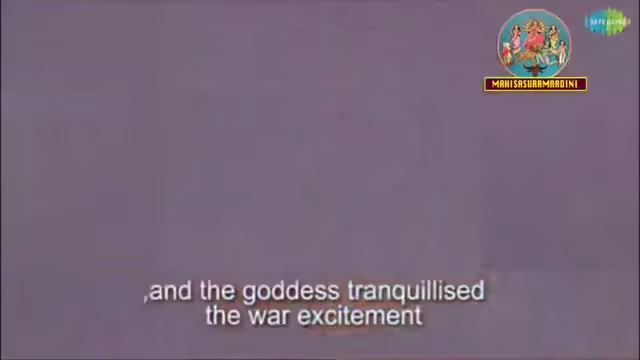 MAHISASURAMARDINI
,and the goddess tranquillised
the war excitement